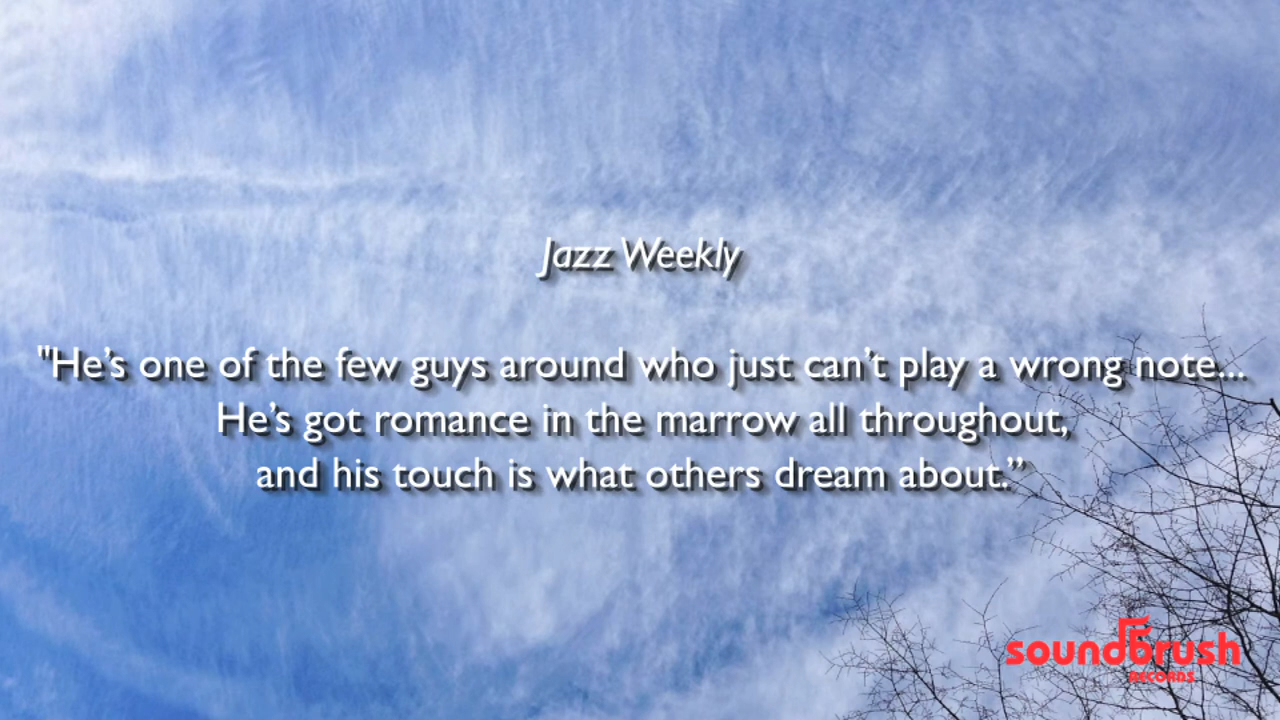 Jazz Weekly
"He’s one of the few guys around who just can’t play a wrong note...
He’s got romance in the marrow all throughout,
and his touch is what others dream about.”
soundbrush
RECORDS